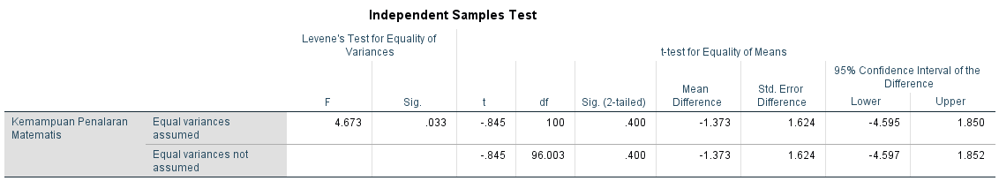 Independent Samples Test
Levene's Test for Equality of
Variances
t-test for Equality of Means
F
Sig.
t
df
Sig. (2-tailed)
Mean
Difference
Std. Error
Difference
95% Confidence Interval of the
Difference
Lower
Upper
Kemampuan Penalaran
Matematis
Equal variances
assumed
4.673 .033 -.845 100 .400 -1.373 1.624 -4.595 1.850
Equal variances not
assumed
-.845 96.003 .400 -1.373 1.624 -4.597 1.852